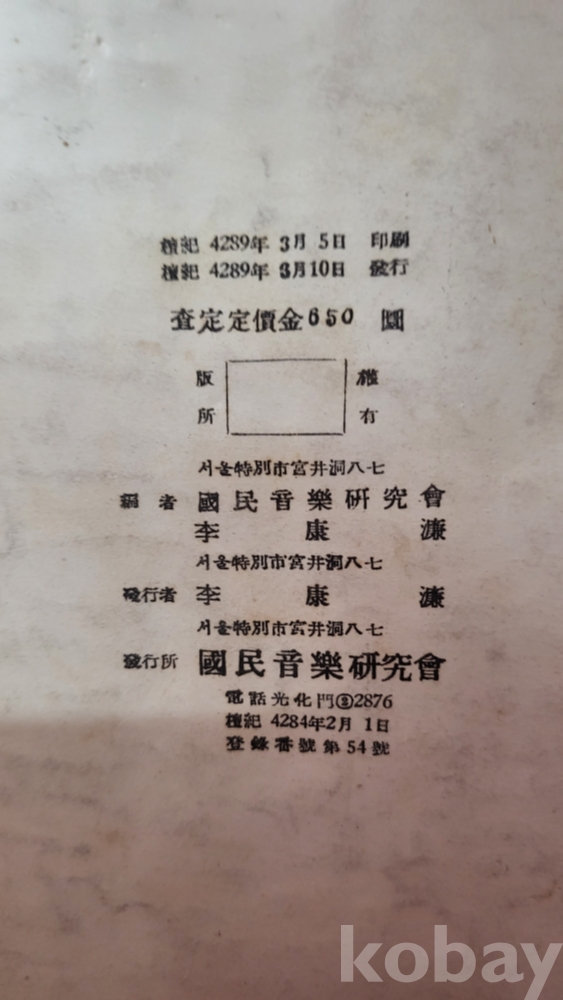 檀紀 4289年 3月 5日 印刷
檀紀 4289年 3月10日 發行
査定定價金650 圜
版 權
所 有
서울特別市宮井洞八七
編者 國民音樂硏究會
李康濂
서울特別市宮井洞八七
發行者 李康濂
서울特別市宮井洞八七
發行所 國民音樂硏究會
電話光化門②2876
檀紀 4284年2月 1日
登錄番號第54號
kobay